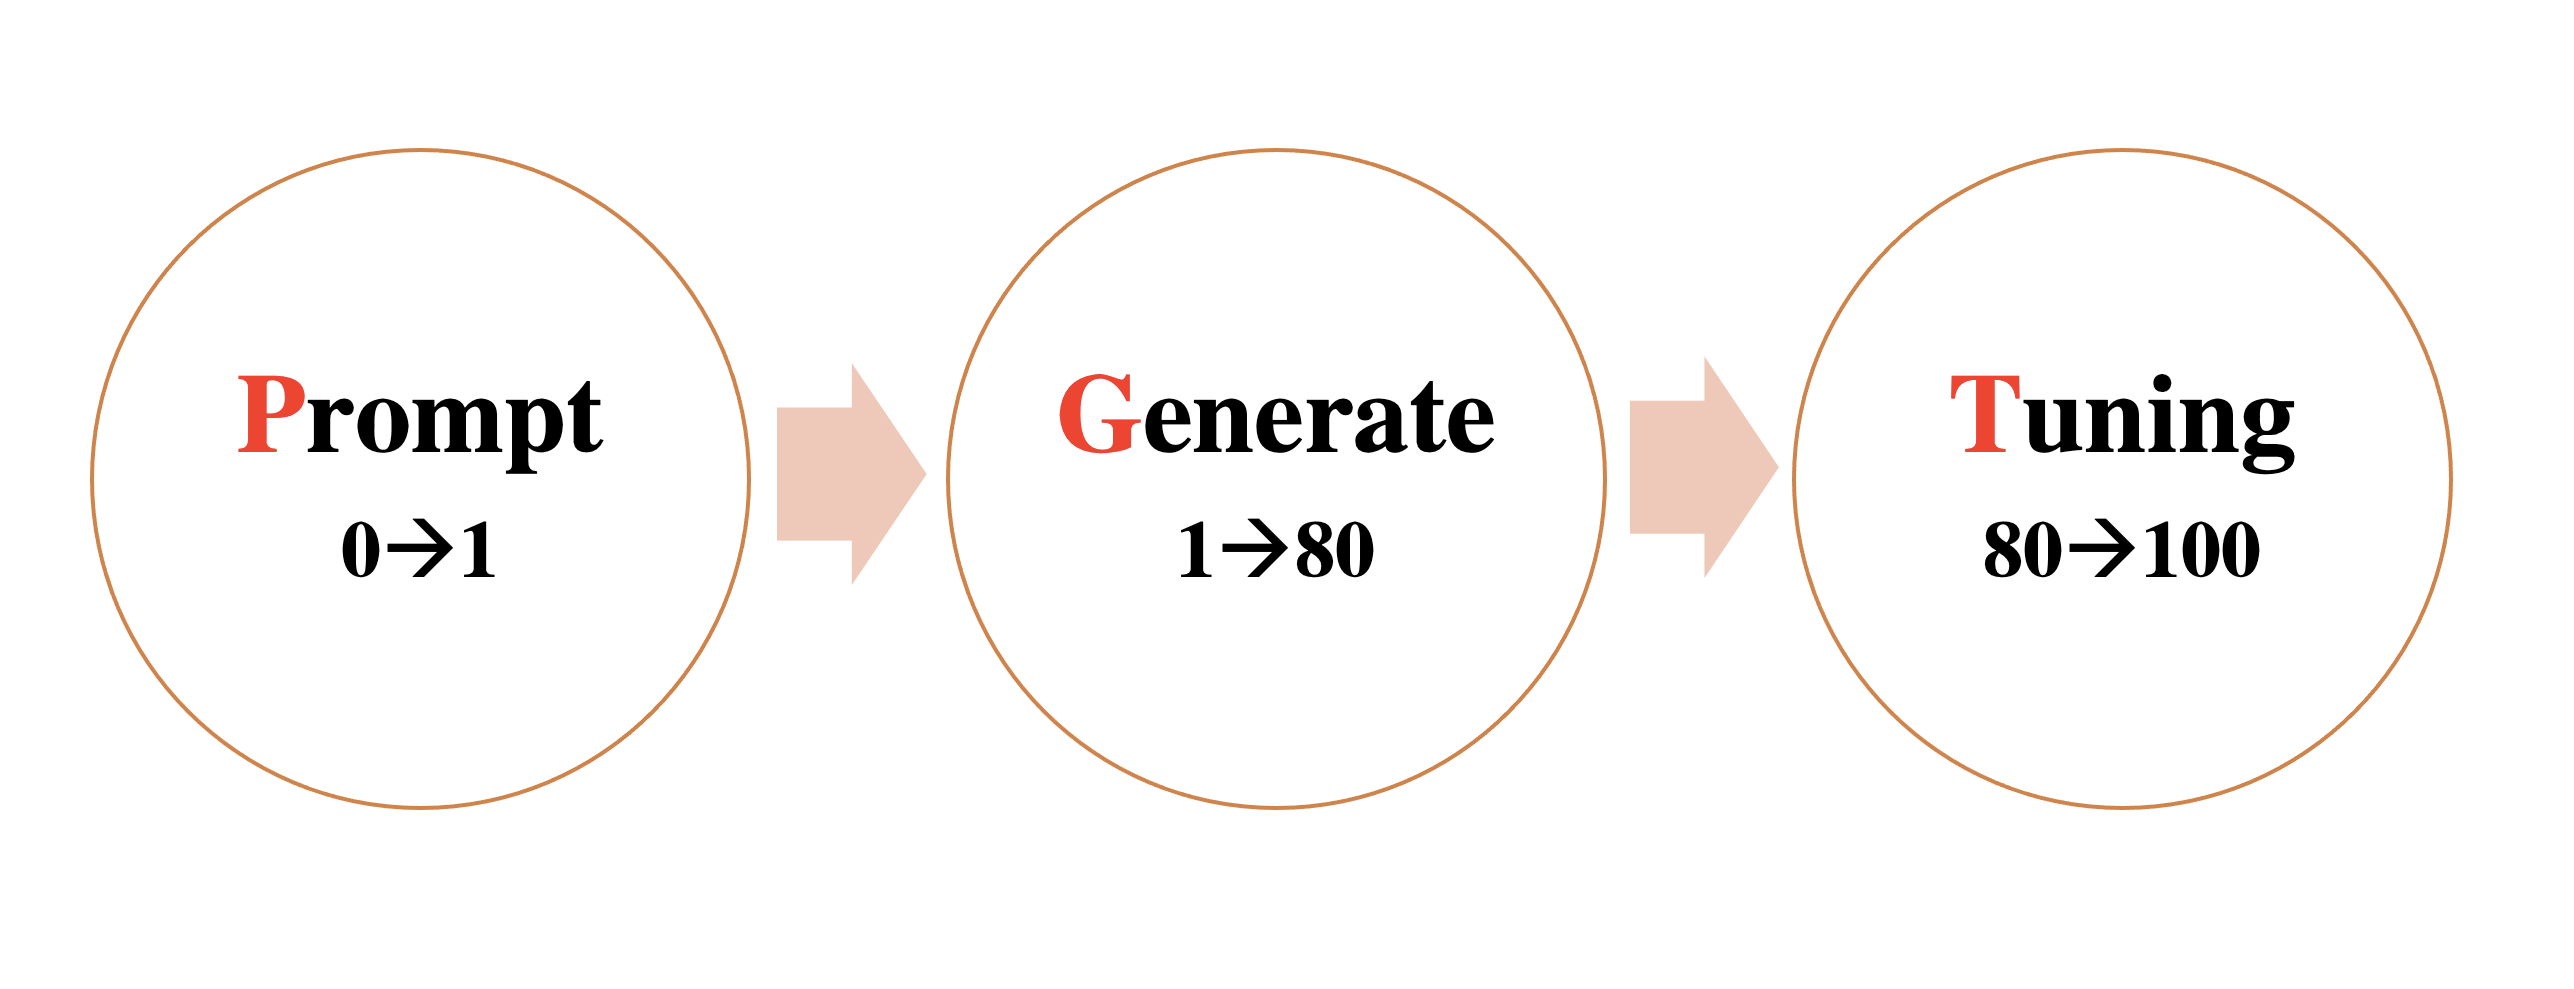 Prompt
0→1
Generate
1→80
Tuning
80→100